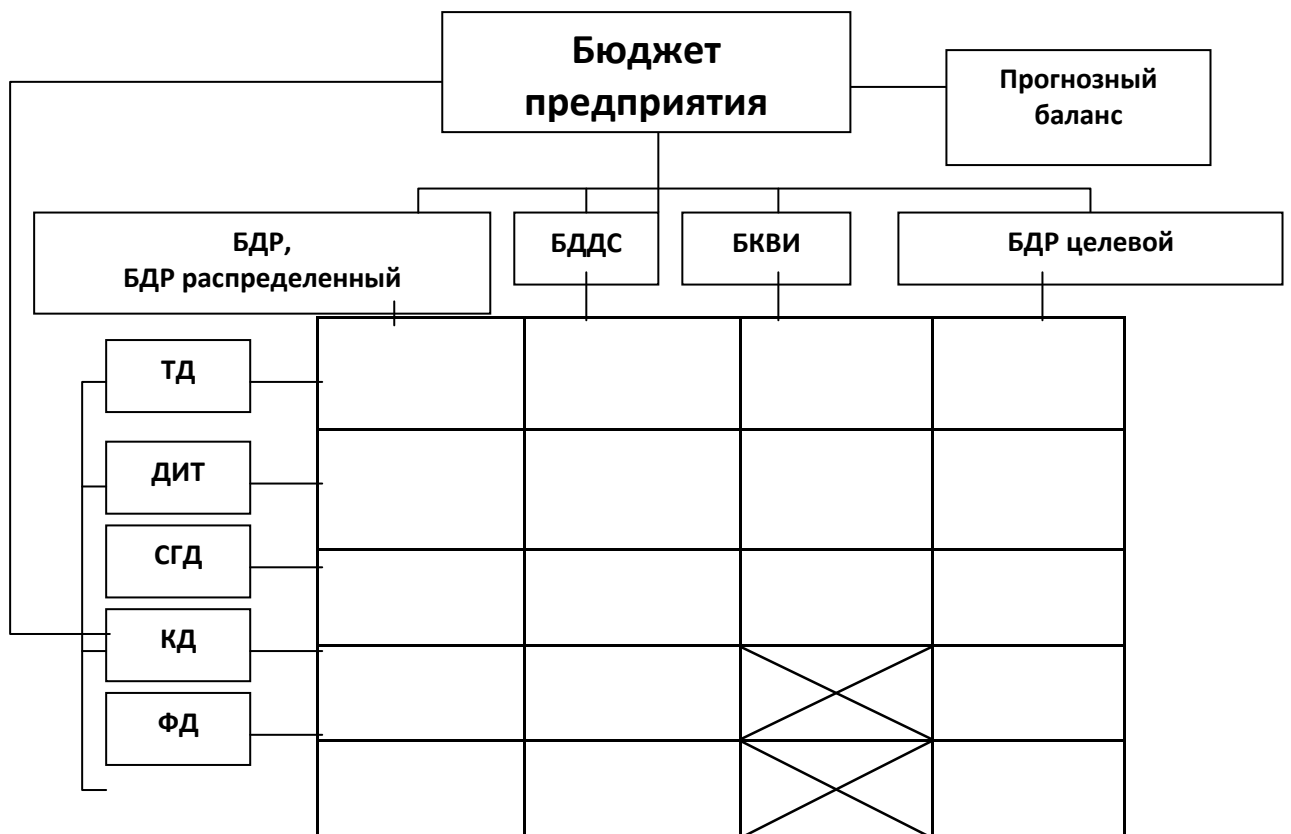 Бюджет
предприятия
Прогнозный
баланс
БДР,
БДР распределенный
БДДС
БКВИ
БДР целевой
ТД
ДИТ
СГД
КД
ФД